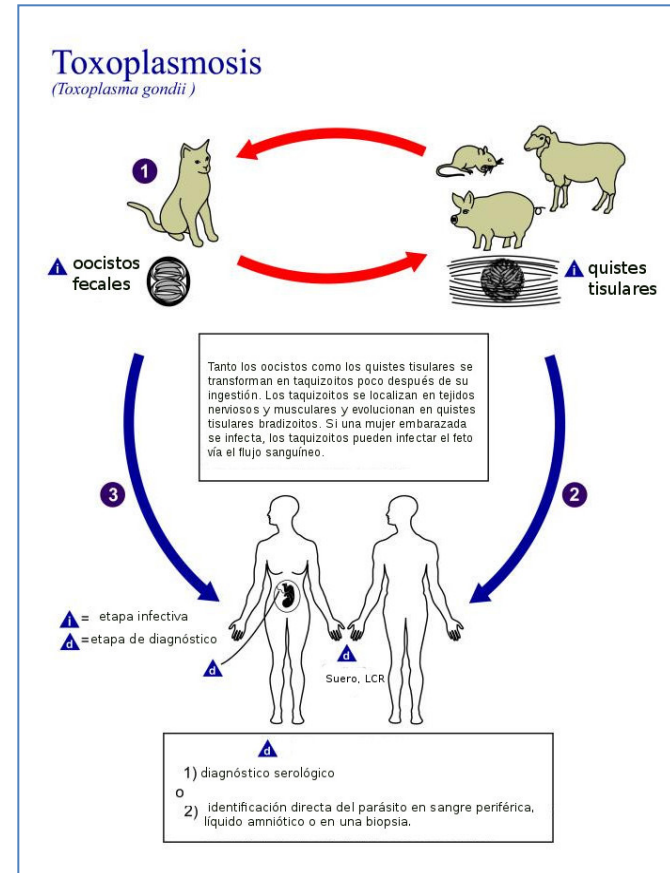 Toxoplasmosis
(Toxoplasma gondii )
1
i oocistos
fecales
i quistes
tisulares
Tanto los oocistos como los quistes tisulares se
transforman en taquizoitos poco después de su
ingestión. Los taquizoitos se localizan en tejidos
nerviosos y musculares y evolucionan en quistes
tisulares bradizoitos. Si una mujer embarazada
se infecta, los taquizoitos pueden infectar el feto
vía el flujo sanguíneo.
3
2
i = etapa infectiva
d =etapa de diagnóstico
d
d
Suero, LCR
d
1) diagnóstico serológico
o
2) identificación directa del parásito en sangre periférica,
líquido amniótico o en una biopsia.